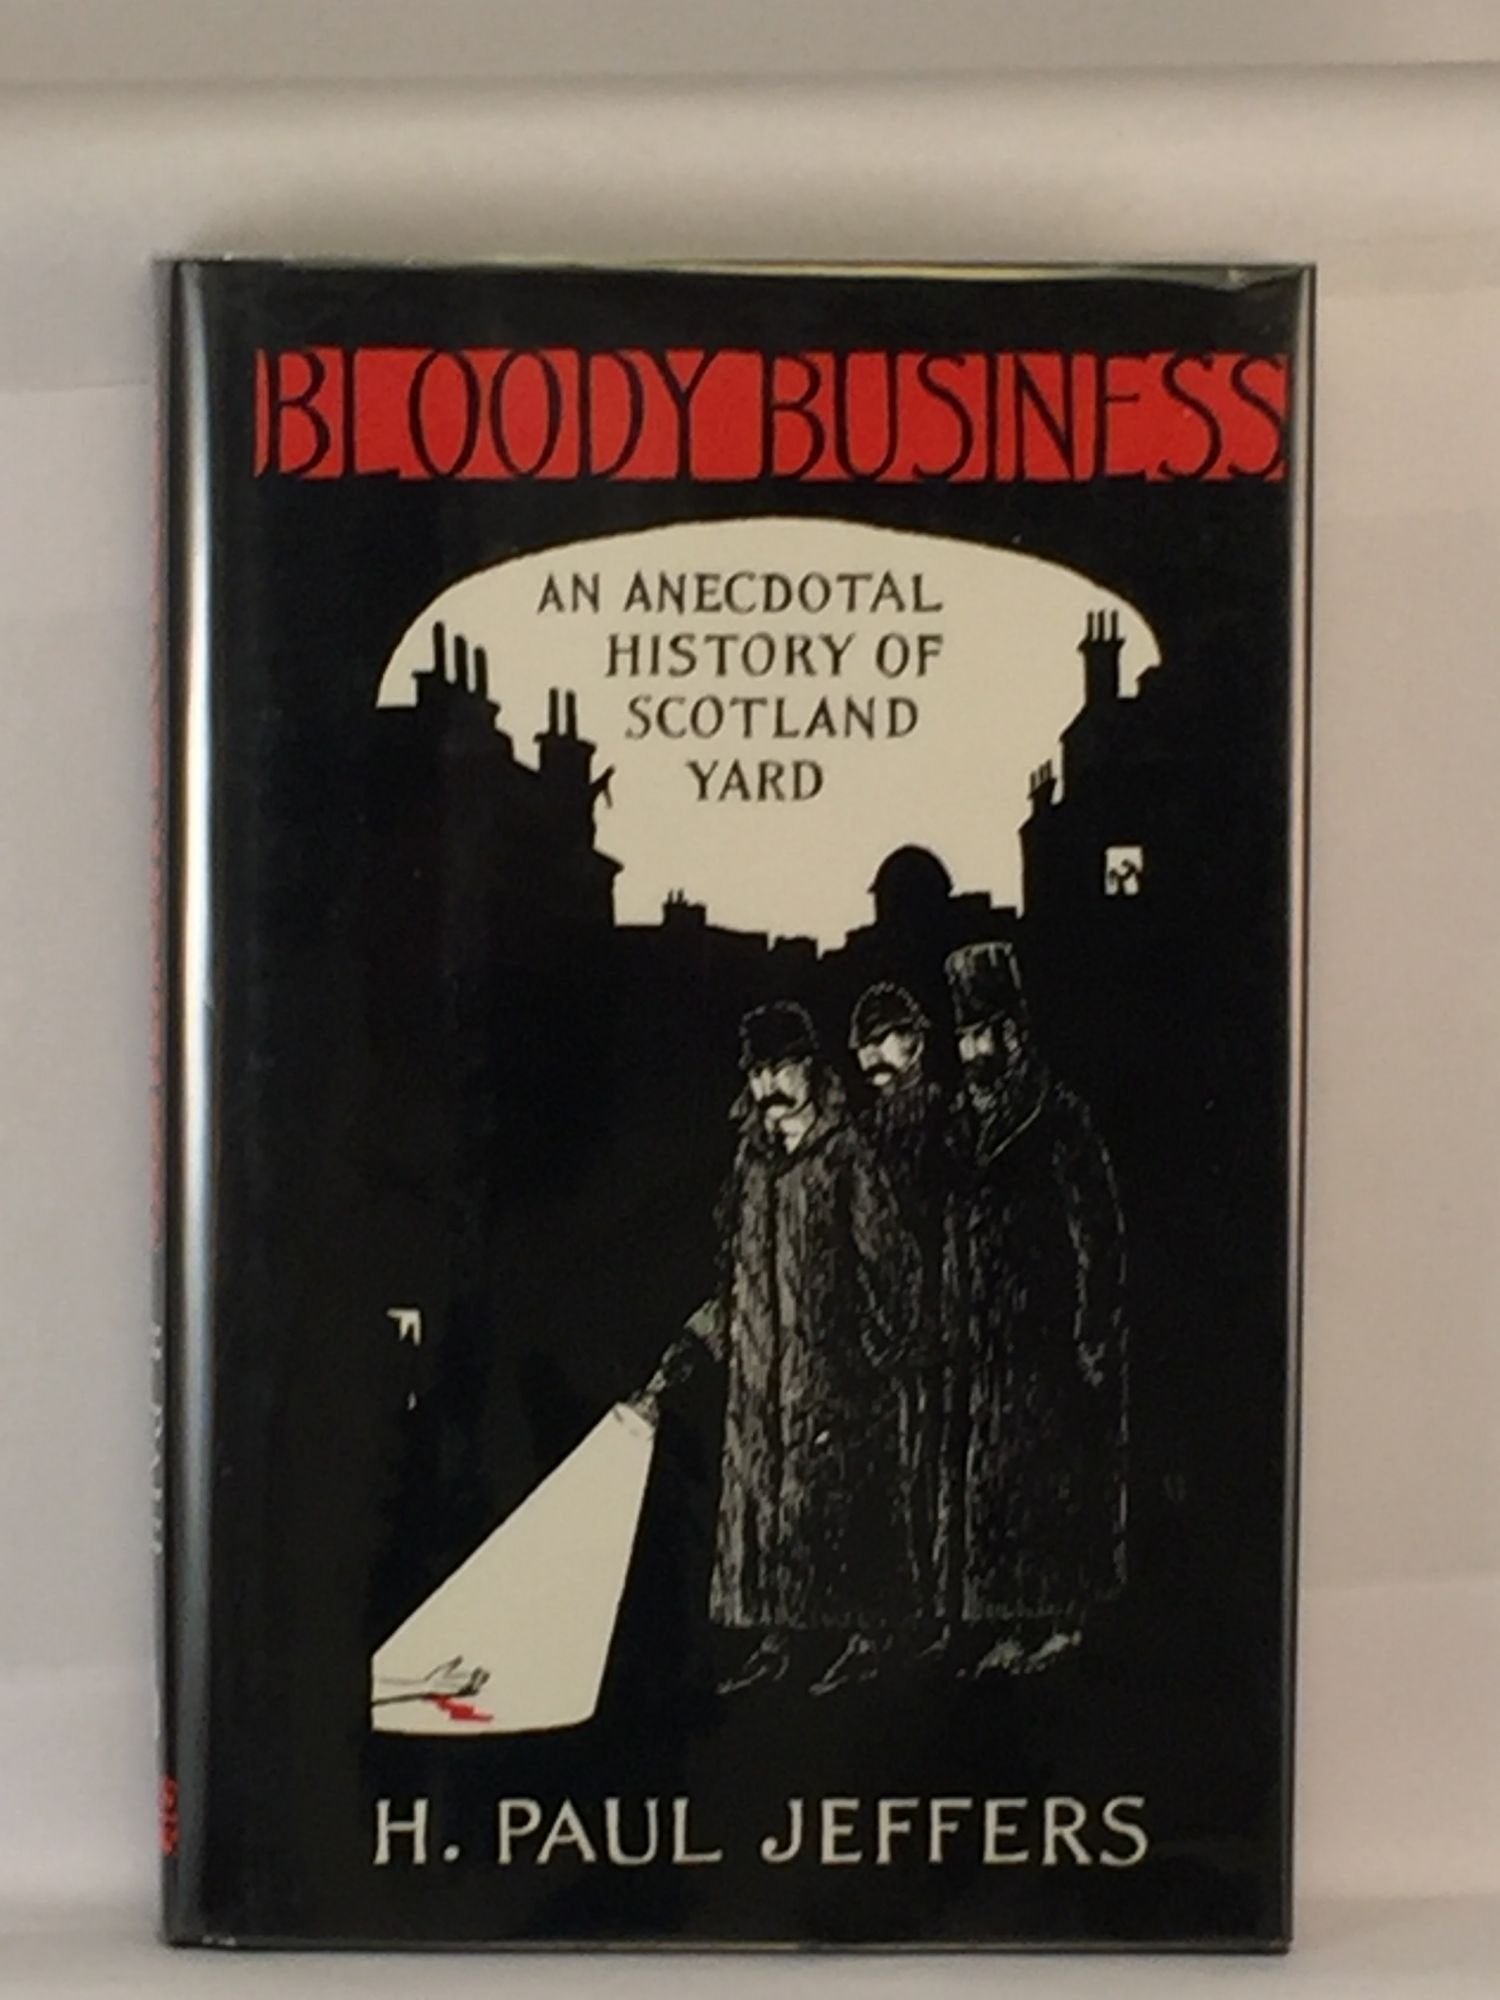 BLOODY BUSINESS
AN ANECDOTAL
HISTORY OF
SCOTLAND
YARD
H. PAUL JEFFERS